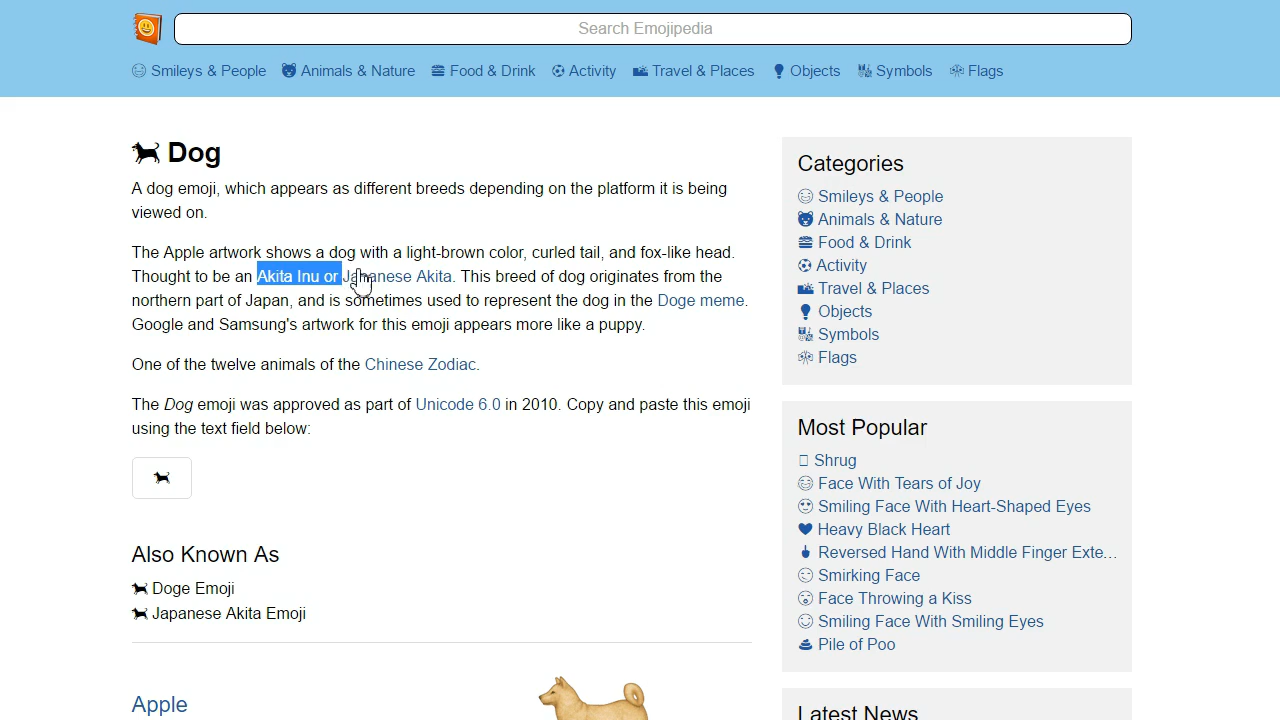 Search Emojipedia
Smileys & People Animals & Nature Food & Drink Activity Travel & Places Objects Symbols Flags
Dog
A dog emoji, which appears as different breeds depending on the platform it is being
viewed on.
The Apple artwork shows a dog with a light-brown color, curled tail, and fox-like head.
Thought to be an Akita Inu or Japanese Akita. This breed of dog originates from the
northern part of Japan, and is sometimes used to represent the dog in the Doge meme.
Google and Samsung's artwork for this emoji appears more like a puppy.
One of the twelve animals of the Chinese Zodiac.
The Dog emoji was approved as part of Unicode 6.0 in 2010. Copy and paste this emoji
using the text field below:
Also Known As
Doge Emoji
Japanese Akita Emoji
Apple
Categories
Smileys & People
Animals & Nature
Food & Drink
Activity
Travel & Places
Objects
Symbols
Flags
Most Popular
Shrug
Face With Tears of Joy
Smiling Face With Heart-Shaped Eyes
Heavy Black Heart
Reversed Hand With Middle Finger Exte...
Smirking Face
Face Throwing a Kiss
Smiling Face With Smiling Eyes
Pile of Poo
Latest News